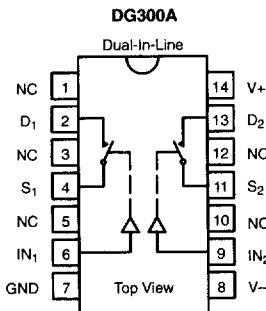 DG300A
Dual-In-Line
NC 1 14 V+
D1 2 13 D2
NC 3 12 NC
S1 4 11 S2
NC 5 10 NC
IN1 6 9 IN2
GND 7 Top View 8 V–